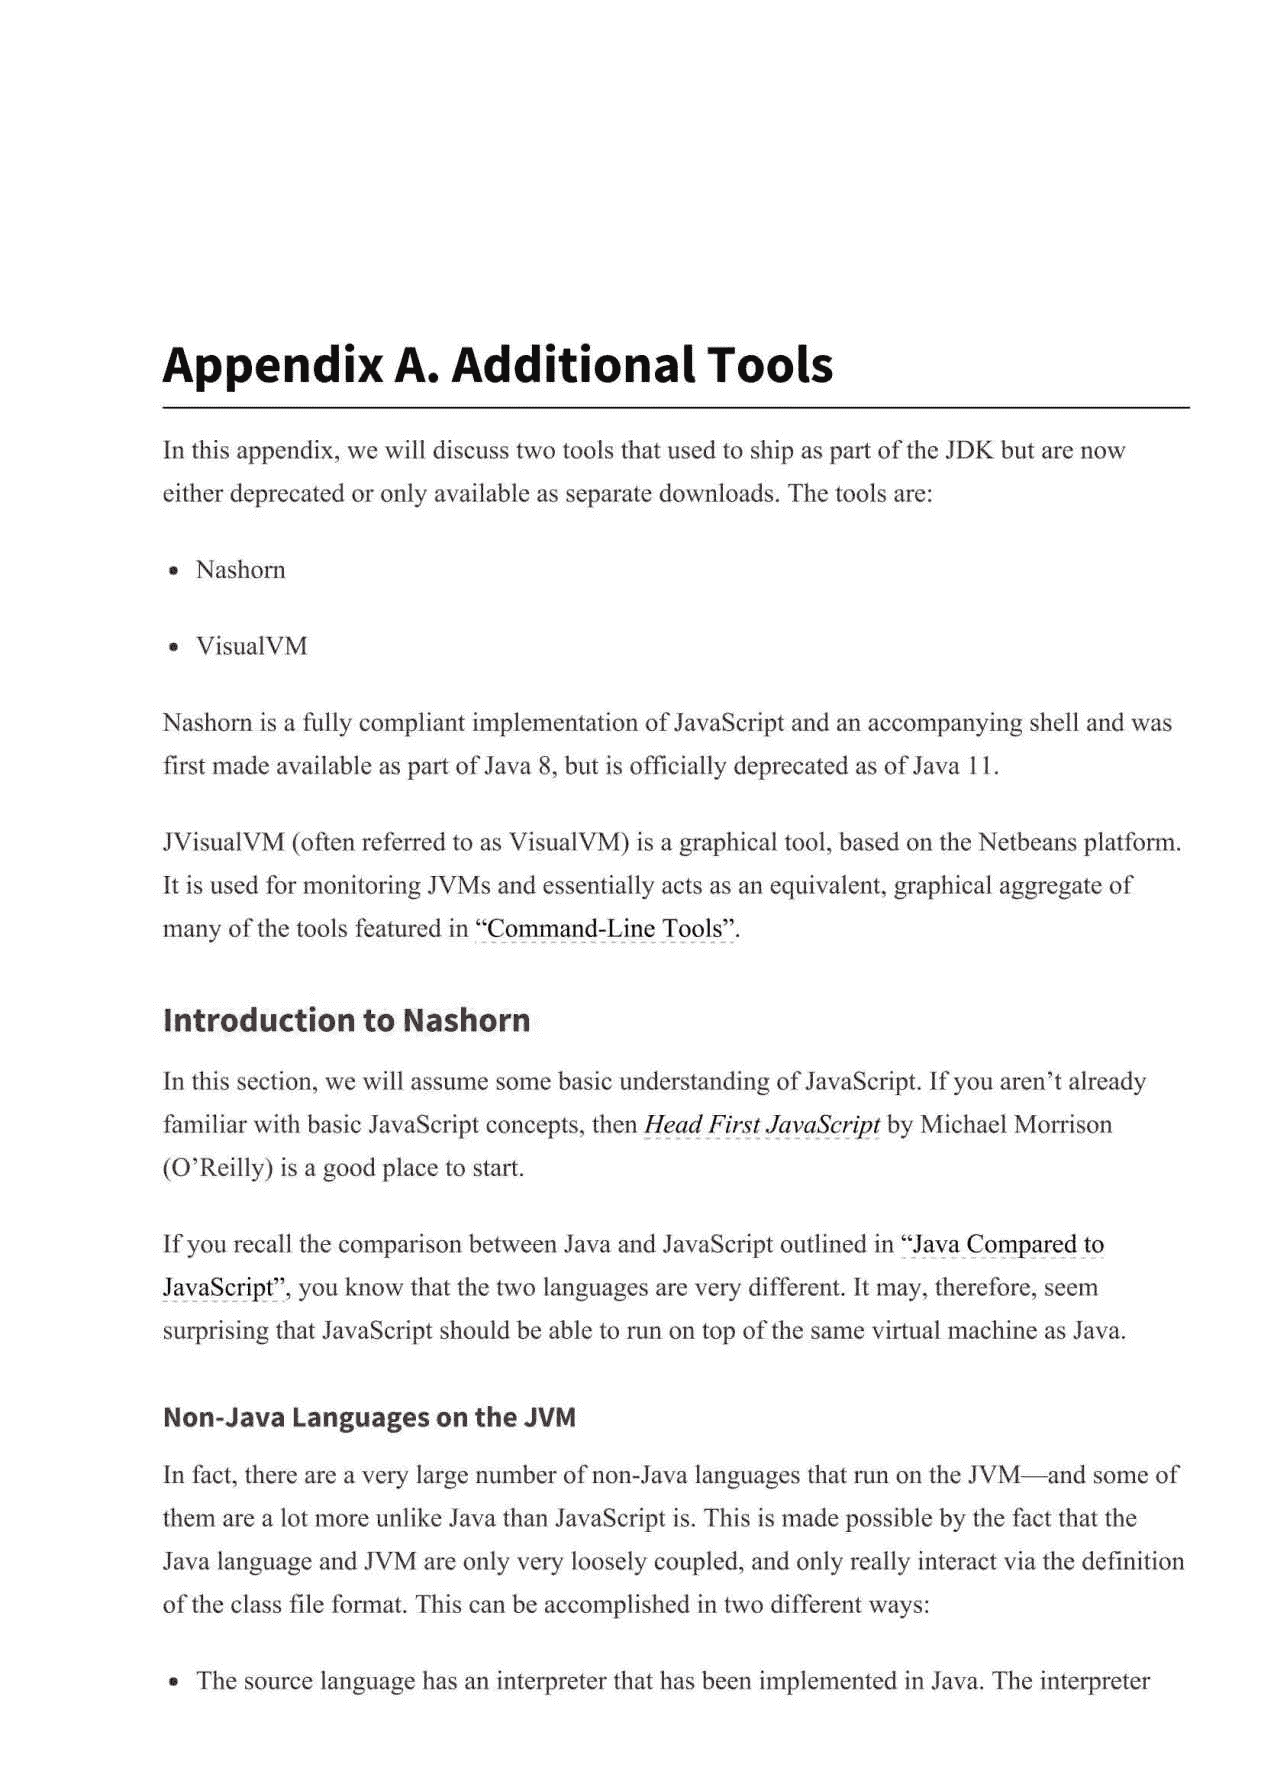 Appendix A. Additional Tools
In this appendix, we will discuss two tools that used to ship as part of the JDK but are now
either deprecated or only available as separate downloads. The tools are:
• Nashorn
• VisualVM
Nashorn is a fully compliant implementation of JavaScript and an accompanying shell and was
first made available as part of Java 8, but is officially deprecated as of Java 11.
JVisualVM (often referred to as VisualVM) is a graphical tool, based on the Netbeans platform.
It is used for monitoring JVMs and essentially acts as an equivalent, graphical aggregate of
many of the tools featured in “Command-Line Tools”.
Introduction to Nashorn
In this section, we will assume some basic understanding of JavaScript. If you aren’t already
familiar with basic JavaScript concepts, then Head First JavaScript by Michael Morrison
(O’Reilly) is a good place to start.
If you recall the comparison between Java and JavaScript outlined in “Java Compared to
JavaScript”, you know that the two languages are very different. It may, therefore, seem
surprising that JavaScript should be able to run on top of the same virtual machine as Java.
Non-Java Languages on the JVM
In fact, there are a very large number of non-Java languages that run on the JVM—and some of
them are a lot more unlike Java than JavaScript is. This is made possible by the fact that the
Java language and JVM are only very loosely coupled, and only really interact via the definition
of the class file format. This can be accomplished in two different ways:
• The source language has an interpreter that has been implemented in Java. The interpreter